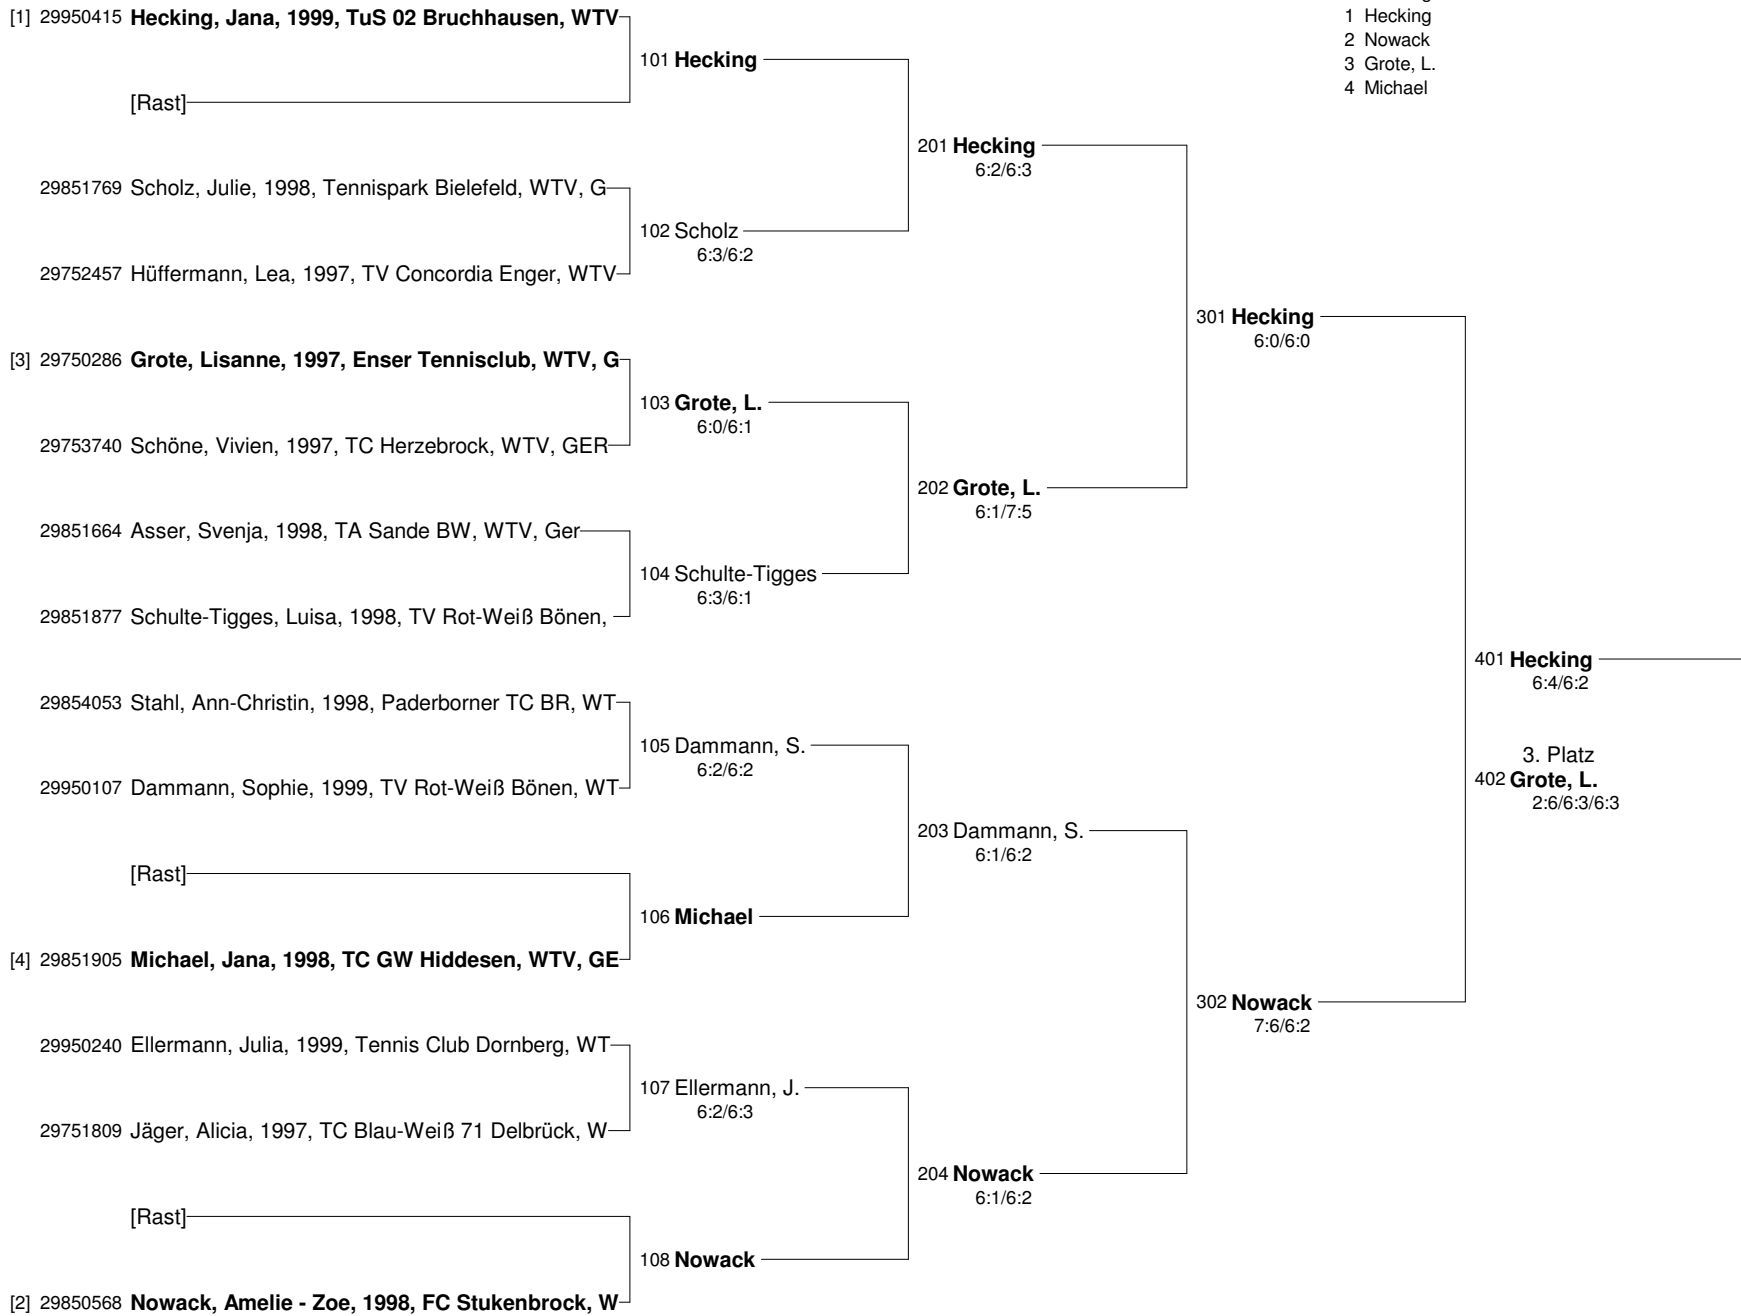 [1] 29950415 Hecking, Jana, 1999, TuS 02 Bruchhausen, WTV
[Rast]
29851769 Scholz, Julie, 1998, Tennispark Bielefeld, WTV, G
29752457 Hüffermann, Lea, 1997, TV Concordia Enger, WTV
[3] 29750286 Grote, Lisanne, 1997, Enser Tennisclub, WTV, G
29753740 Schöne, Vivien, 1997, TC Herzebrock, WTV, GER
29851664 Asser, Svenja, 1998, TA Sande BW, WTV, Ger
29851877 Schulte-Tigges, Luisa, 1998, TV Rot-Weiß Bönen,
29854053 Stahl, Ann-Christin, 1998, Paderborner TC BR, WT
29950107 Dammann, Sophie, 1999, TV Rot-Weiß Bönen, WT
[Rast]
[4] 29851905 Michael, Jana, 1998, TC GW Hiddesen, WTV, GE
29950240 Ellermann, Julia, 1999, Tennis Club Dornberg, WT
29751809 Jäger, Alicia, 1997, TC Blau-Weiß 71 Delbrück, W
[Rast]
[2] 29850568 Nowack, Amelie - Zoe, 1998, FC Stukenbrock, W
101 Hecking
102 Scholz
6:3/6:2
103 Grote, L.
6:0/6:1
104 Schulte-Tigges
6:3/6:1
105 Dammann, S.
6:2/6:2
106 Michael
107 Ellermann, J.
6:2/6:3
108 Nowack
201 Hecking
6:2/6:3
202 Grote, L.
6:1/7:5
203 Dammann, S.
6:1/6:2
204 Nowack
6:1/6:2
301 Hecking
6:0/6:0
302 Nowack
7:6/6:2
401 Hecking
6:4/6:2
3. Platz
402 Grote, L.
2:6/6:3/6:3
1 Hecking
2 Nowack
3 Grote, L.
4 Michael